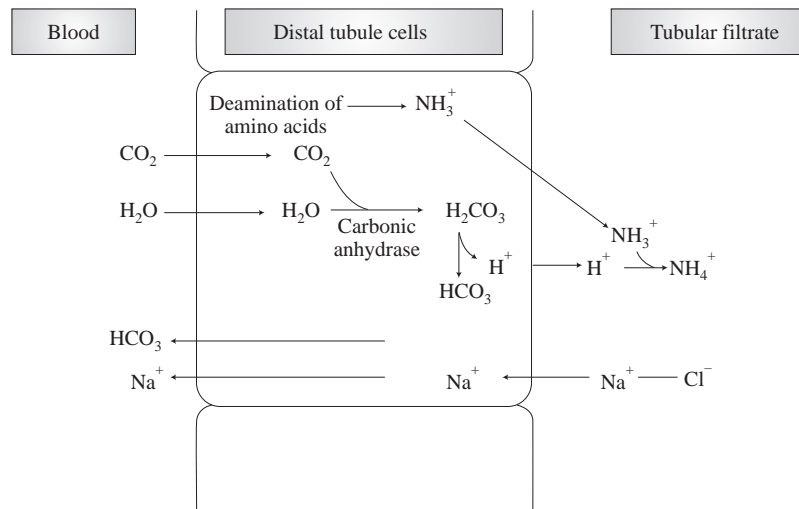 Blood Distal tubule cells Tubular filtrate
Deamination of
amino acids
NH₃⁺
CO₂ CO₂
H₂O H₂O H₂CO₃
Carbonic
anhydrase
NH₃⁺
H⁺ H⁺ NH₄⁺
HCO₃
HCO₃
Na⁺ Na⁺ Na⁺ Cl⁻